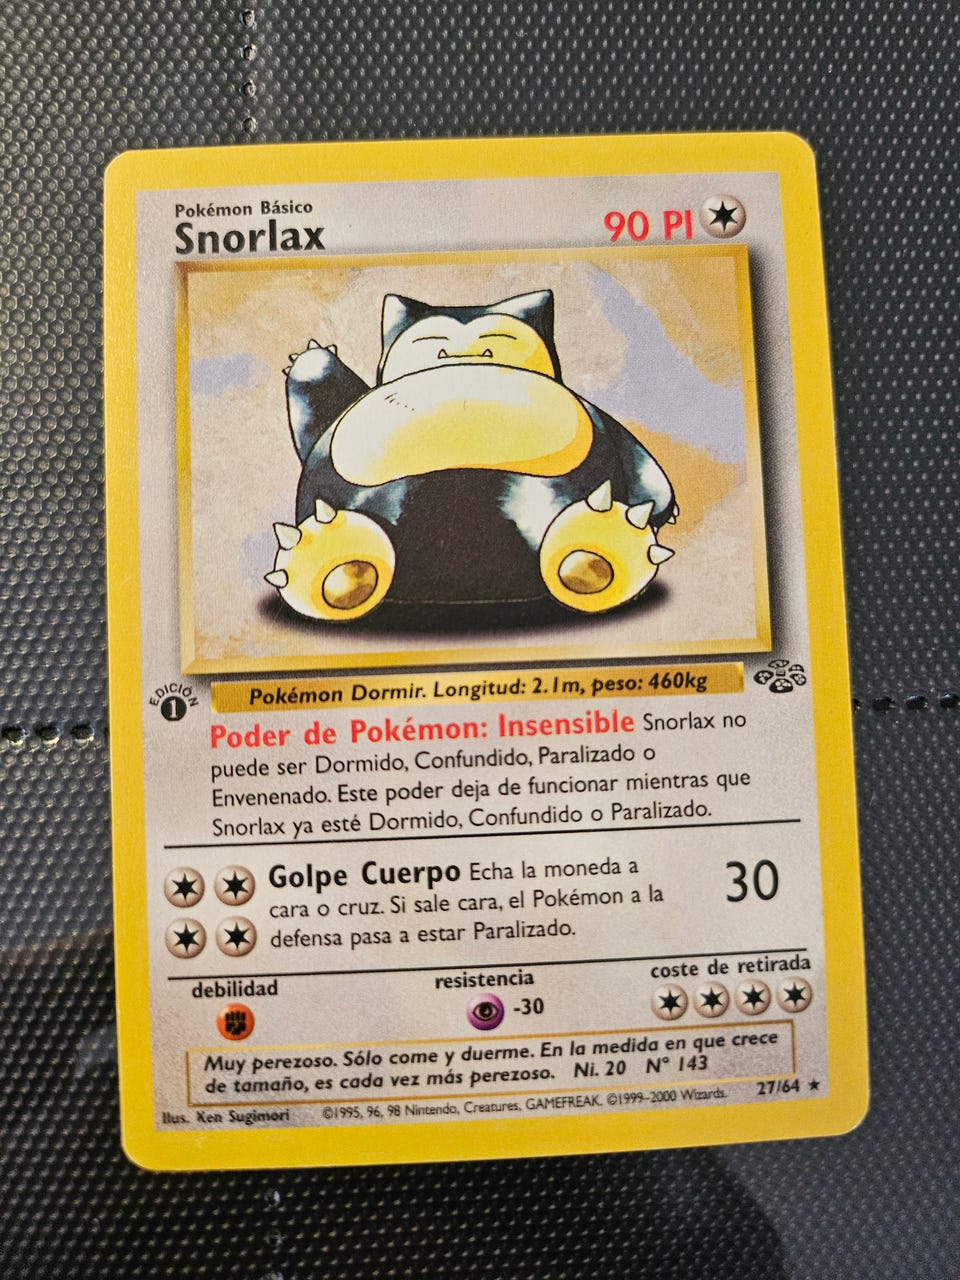 Pokémon Básico
Snorlax
90 PI
Pokémon Dormir. Longitud: 2.1m, peso: 460kg
EDICIÓN
1
Poder de Pokémon: Insensible Snorlax no
puede ser Dormido, Confundido, Paralizado o
Envenenado. Este poder deja de funcionar mientras que
Snorlax ya esté Dormido, Confundido o Paralizado.
Golpe Cuerpo Echa la moneda a
cara o cruz. Si sale cara, el Pokémon a la
defensa pasa a estar Paralizado.
30
debilidad
resistencia
-30
coste de retirada
Muy perezoso. Sólo come y duerme. En la medida en que crece
de tamaño, es cada vez más perezoso. Ni. 20 N° 143
Ilus. Ken Sugimori
©1995, 96, 98 Nintendo, Creatures, GAMEFREAK. ©1999–2000 Wizards.
27/64 ★